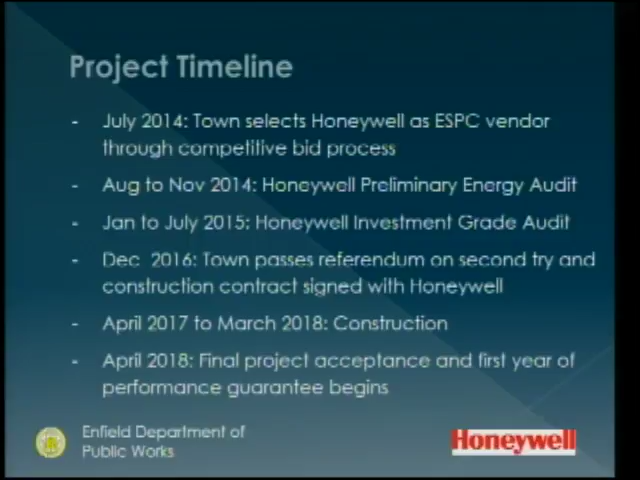 Project Timeline
- July 2014: Town selects Honeywell as ESPC vendor
through competitive bid process
- Aug to Nov 2014: Honeywell Preliminary Energy Audit
- Jan to July 2015: Honeywell Investment Grade Audit
- Dec 2016: Town passes referendum on second try and
construction contract signed with Honeywell
- April 2017 to March 2018: Construction
- April 2018: Final project acceptance and first year of
performance guarantee begins
Enfield Department of
Public Works
Honeywell